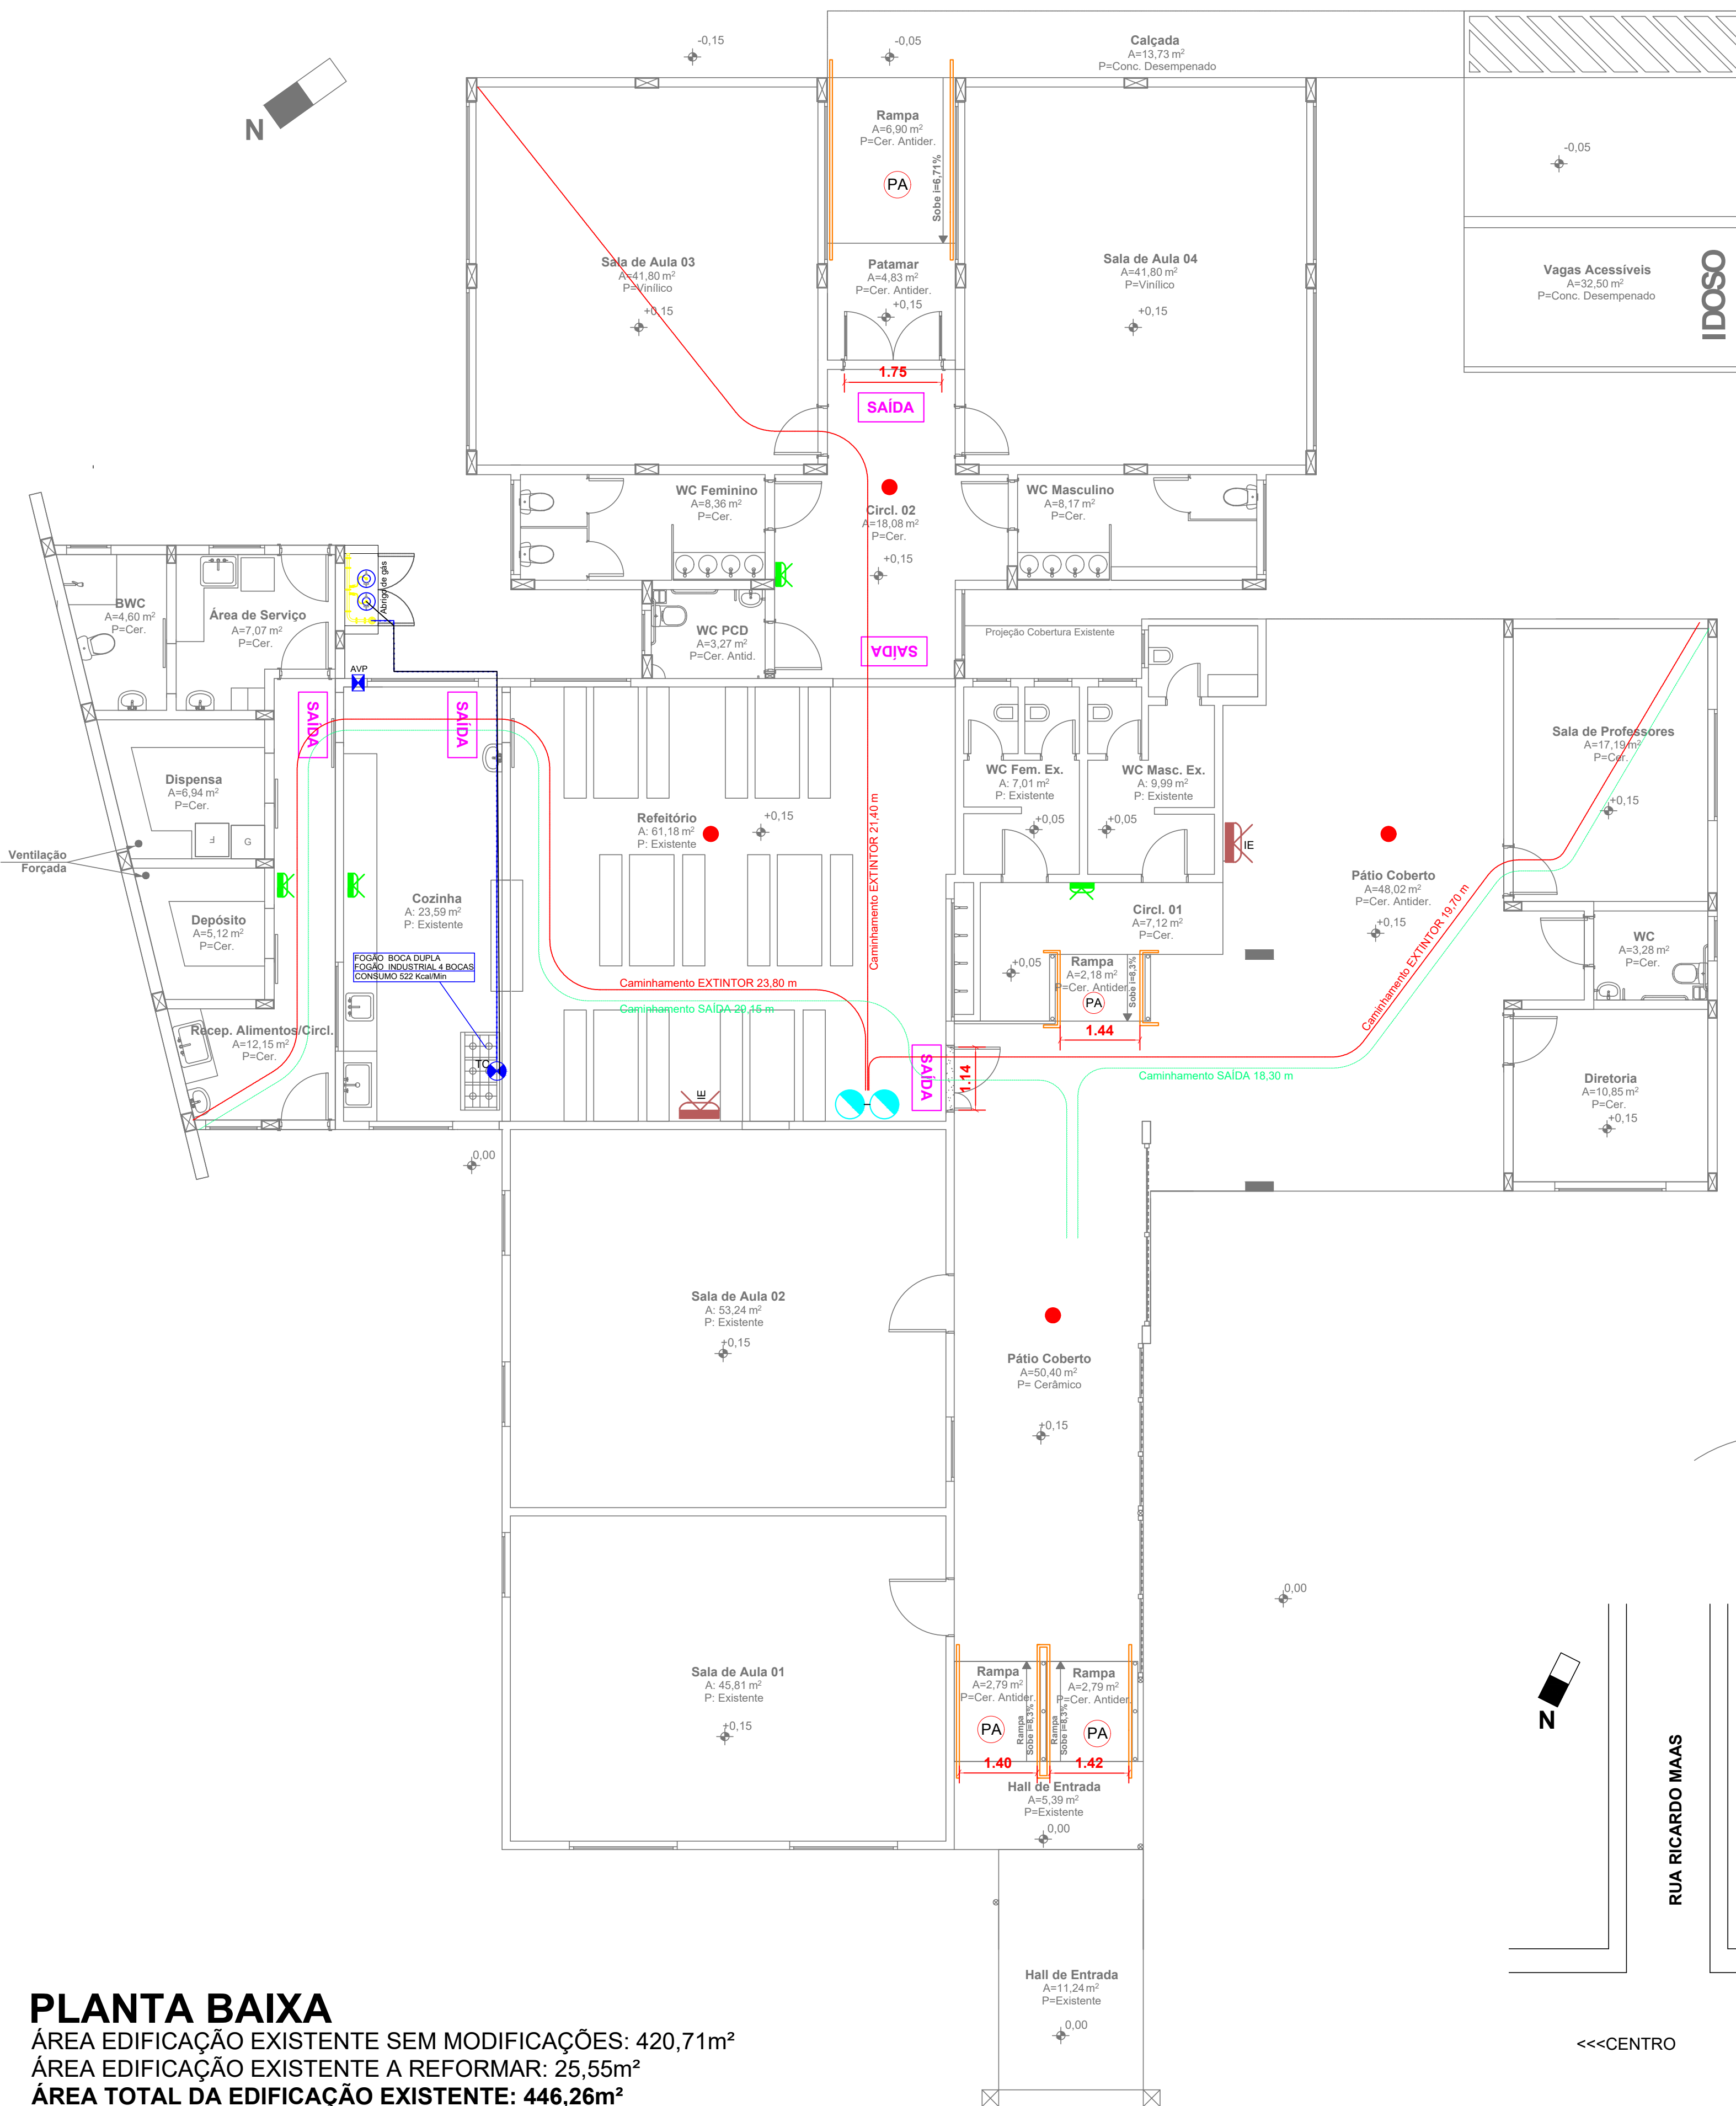 -0,15
-0,05
Calçada
A=13,73 m²
P=Conc. Desempenado
N
Rampa
A=6,90 m²
P=Cer. Antider.
PA
Sobe i=6,71%
-0,05
Sala de Aula 03
A=41,80 m²
P=Vinílico
+0,15
Patamar
A=4,83 m²
P=Cer. Antider.
+0,15
Sala de Aula 04
A=41,80 m²
P=Vinílico
+0,15
Vagas Acessíveis
A=32,50 m²
P=Conc. Desempenado
IDOSO
1.75
SAÍDA
WC Feminino
A=8,36 m²
P=Cer.
Circl. 02
A=18,08 m²
P=Cer.
+0,15
WC Masculino
A=8,17 m²
P=Cer.
Abrigo de gás
BWC
A=4,60 m²
P=Cer.
Área de Serviço
A=7,07 m²
P=Cer.
WC PCD
A=3,27 m²
P=Cer. Antid.
SAÍDA
Projeção Cobertura Existente
AVP
SAÍDA
SAÍDA
Sala de Professores
A=17,19 m²
P=Cer.
+0,15
Dispensa
A=6,94 m²
P=Cer.
F
G
WC Fem. Ex.
A: 7,01 m²
P: Existente
+0,05
WC Masc. Ex.
A: 9,99 m²
P: Existente
+0,05
Refeitório
A: 61,18 m²
P: Existente
+0,15
Caminhamento EXTINTOR 21,40 m
IE
Ventilação
Forçada
Pátio Coberto
A=48,02 m²
P=Cer. Antider.
+0,15
Cozinha
A: 23,59 m²
P: Existente
Depósito
A=5,12 m²
P=Cer.
Circl. 01
A=7,12 m²
P=Cer.
Caminhamento EXTINTOR 19,70 m
WC
A=3,28 m²
P=Cer.
FOGÃO BOCA DUPLA
FOGÃO INDUSTRIAL 4 BOCAS
CONSUMO 522 Kcal/Min
+0,05
Rampa
A=2,18 m²
P=Cer. Antider.
PA
Sobe i=8,3%
Caminhamento EXTINTOR 23,80 m
Caminhamento SAÍDA 29,15 m
Recep. Alimentos/Circl.
A=12,15 m²
P=Cer.
1.44
TC
SAÍDA
1.14
Caminhamento SAÍDA 18,30 m
Diretoria
A=10,85 m²
P=Cer.
+0,15
IE
0,00
Sala de Aula 02
A: 53,24 m²
P: Existente
+0,15
Pátio Coberto
A=50,40 m²
P= Cerâmico
+0,15
0,00
Sala de Aula 01
A: 45,81 m²
P: Existente
+0,15
Rampa
A=2,79 m²
P=Cer. Antider.
PA
Rampa
Sobe i=8,3%
Rampa
A=2,79 m²
P=Cer. Antider.
PA
Rampa
Sobe i=8,3%
1.40
1.42
Hall de Entrada
A=5,39 m²
P=Existente
0,00
N
RUA RICARDO MAAS
Hall de Entrada
A=11,24 m²
P=Existente
0,00
<<<CENTRO
PLANTA BAIXA
ÁREA EDIFICAÇÃO EXISTENTE SEM MODIFICAÇÕES: 420,71m²
ÁREA EDIFICAÇÃO EXISTENTE A REFORMAR: 25,55m²
ÁREA TOTAL DA EDIFICAÇÃO EXISTENTE: 446,26m²